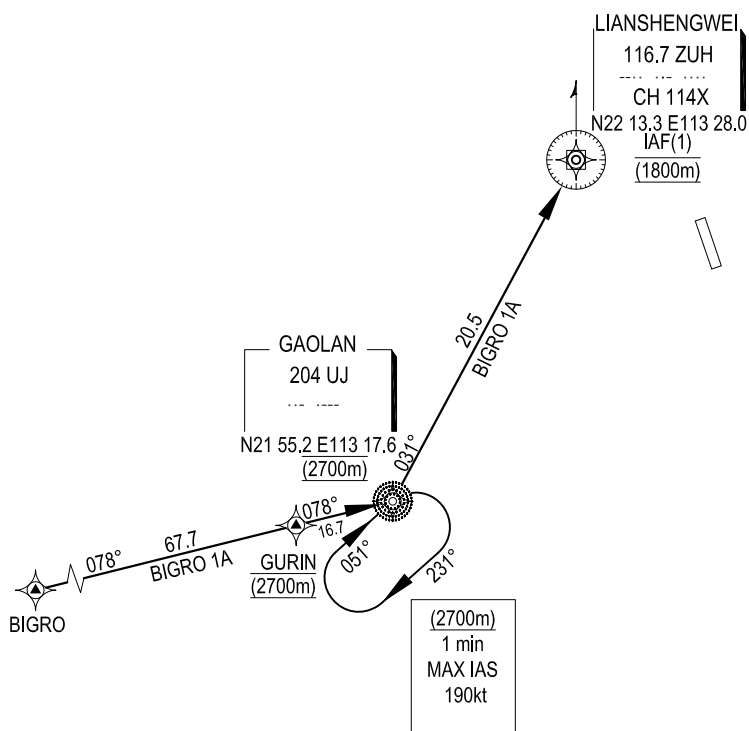 LIANSHENGWEI
116.7 ZUH
CH 114X
N22 13.3 E113 28.0
IAF(1)
(1800m)
20.5
BIGRO 1A
GAOLAN
204 UJ
N21 55.2 E113 17.6
(2700m)
031°
078°
16.7
67.7
078°
BIGRO 1A
GURIN
(2700m)
051°
231°
BIGRO
(2700m)
1 min
MAX IAS
190kt